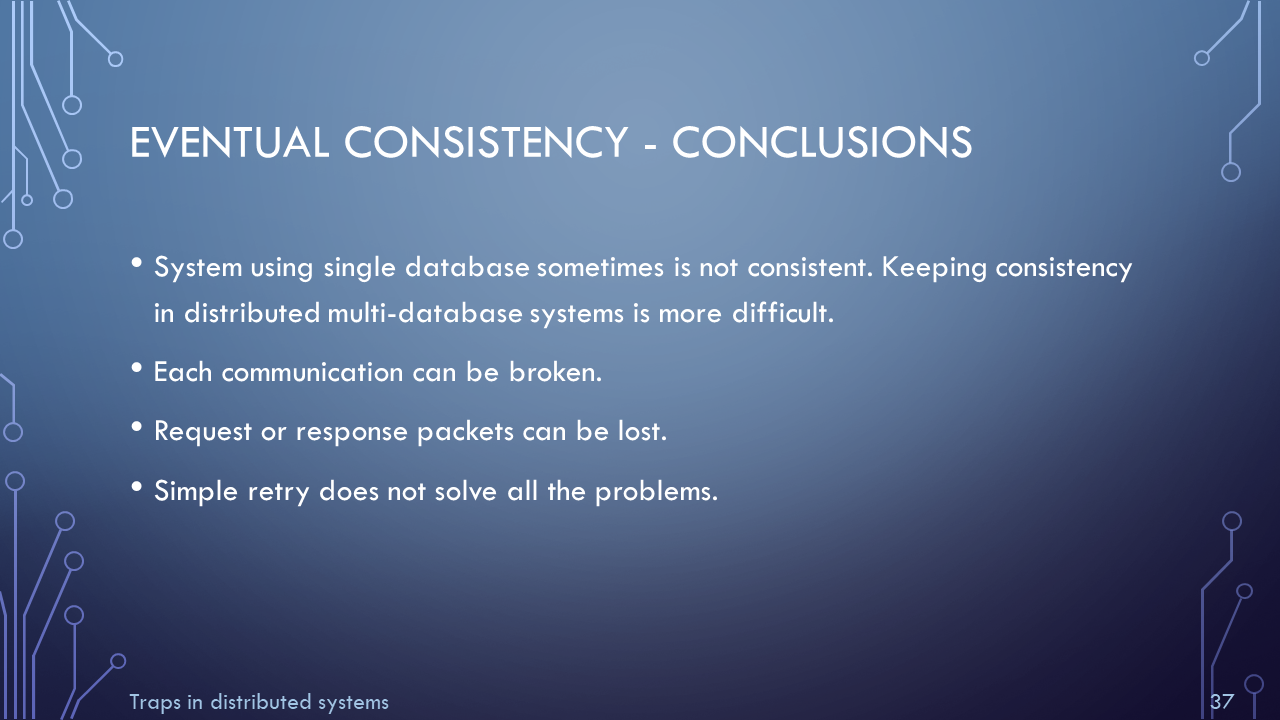 EVENTUAL CONSISTENCY - CONCLUSIONS
• System using single database sometimes is not consistent. Keeping consistency
in distributed multi-database systems is more difficult.
• Each communication can be broken.
• Request or response packets can be lost.
• Simple retry does not solve all the problems.
Traps in distributed systems
37